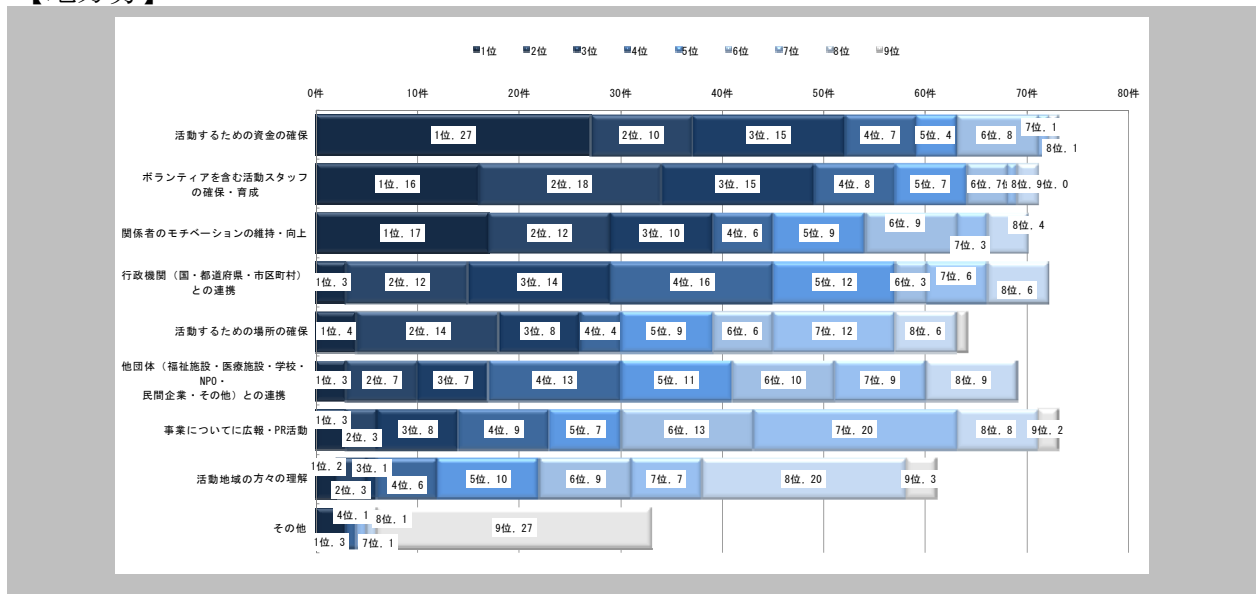 1位 2位 3位 4位 5位 6位 7位 8位 9位
0件 10件 20件 30件 40件 50件 60件 70件 80件
活動するための資金の確保
1位, 27 2位, 10 3位, 15 4位, 7 5位, 4 6位, 8 7位, 1 8位, 1
ボランティアを含む活動スタッフ
の確保・育成
1位, 16 2位, 18 3位, 15 4位, 8 5位, 7 6位, 7位 8位, 9位, 0
関係者のモチベーションの維持・向上
1位, 17 2位, 12 3位, 10 4位, 6 5位, 9 6位, 9 7位, 3 8位, 4
行政機関（国・都道府県・市区町村）
との連携
1位, 3 2位, 12 3位, 14 4位, 16 5位, 12 6位, 3 7位, 6 8位, 6
活動するための場所の確保
1位, 4 2位, 14 3位, 8 4位, 4 5位, 9 6位, 6 7位, 12 8位, 6
他団体（福祉施設・医療施設・学校・
NPO・
民間企業・その他）との連携
1位, 3 2位, 7 3位, 7 4位, 13 5位, 11 6位, 10 7位, 9 8位, 9
事業についてに広報・PR活動
1位, 3 2位, 3 3位, 8 4位, 9 5位, 7 6位, 13 7位, 20 8位, 8 9位, 2
活動地域の方々の理解
1位, 2 2位, 3 3位, 1 4位, 6 5位, 10 6位, 9 7位, 7 8位, 20 9位, 3
その他
1位, 3 4位, 1 7位, 1 8位, 1 9位, 27